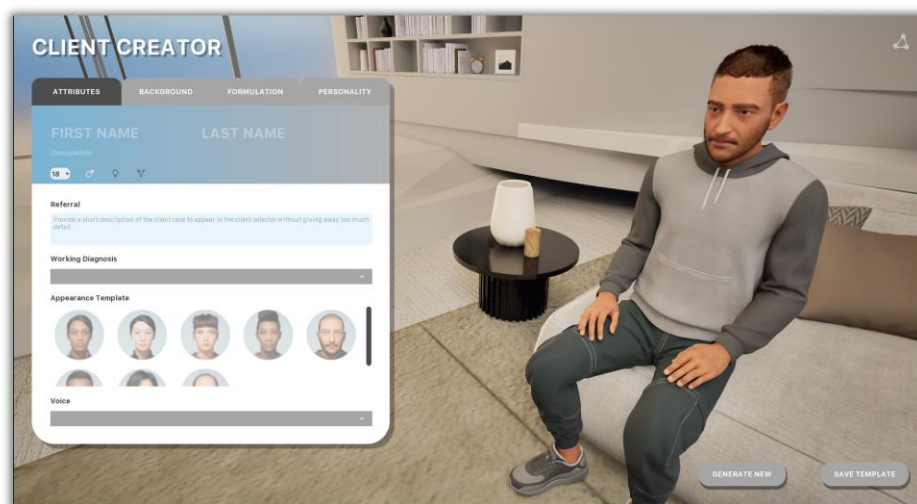 CLIENT CREATOR
ATTRIBUTES BACKGROUND FORMULATION PERSONALITY
FIRST NAME LAST NAME
Occupation
18
Referral
Provide a short description of the client case to appear in the client selector without giving away too much
detail
Working Diagnosis
Appearance Template
Voice
GENERATE NEW SAVE TEMPLATE